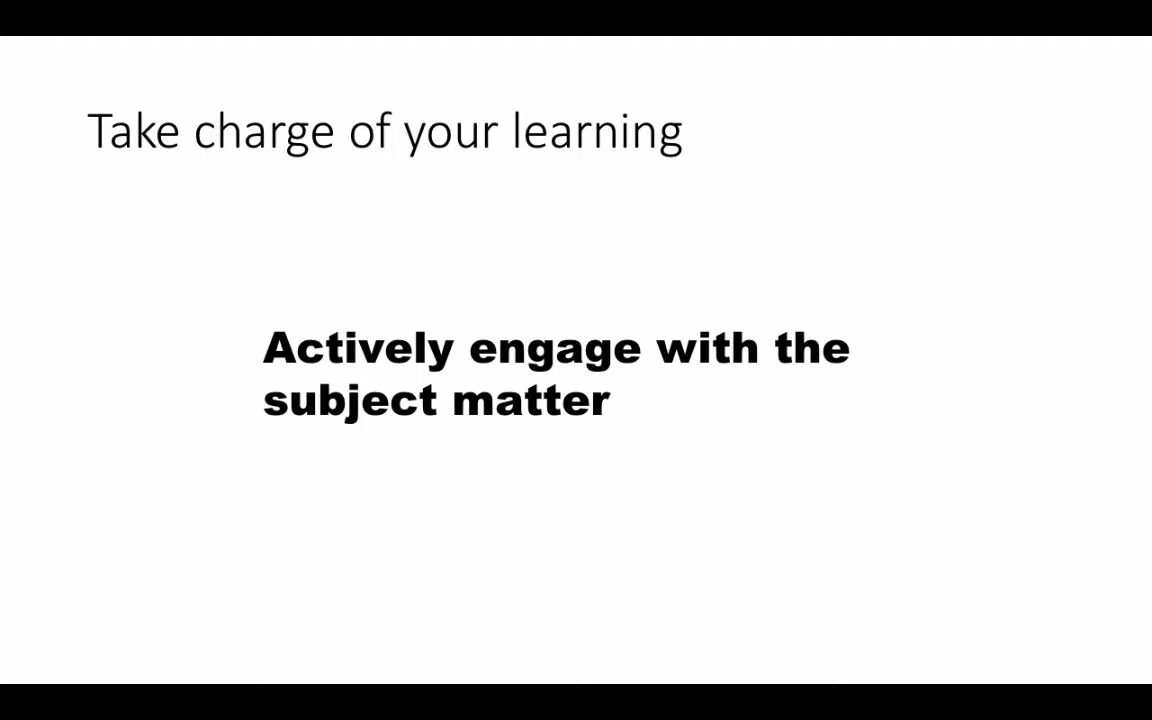 Take charge of your learning
Actively engage with the
subject matter